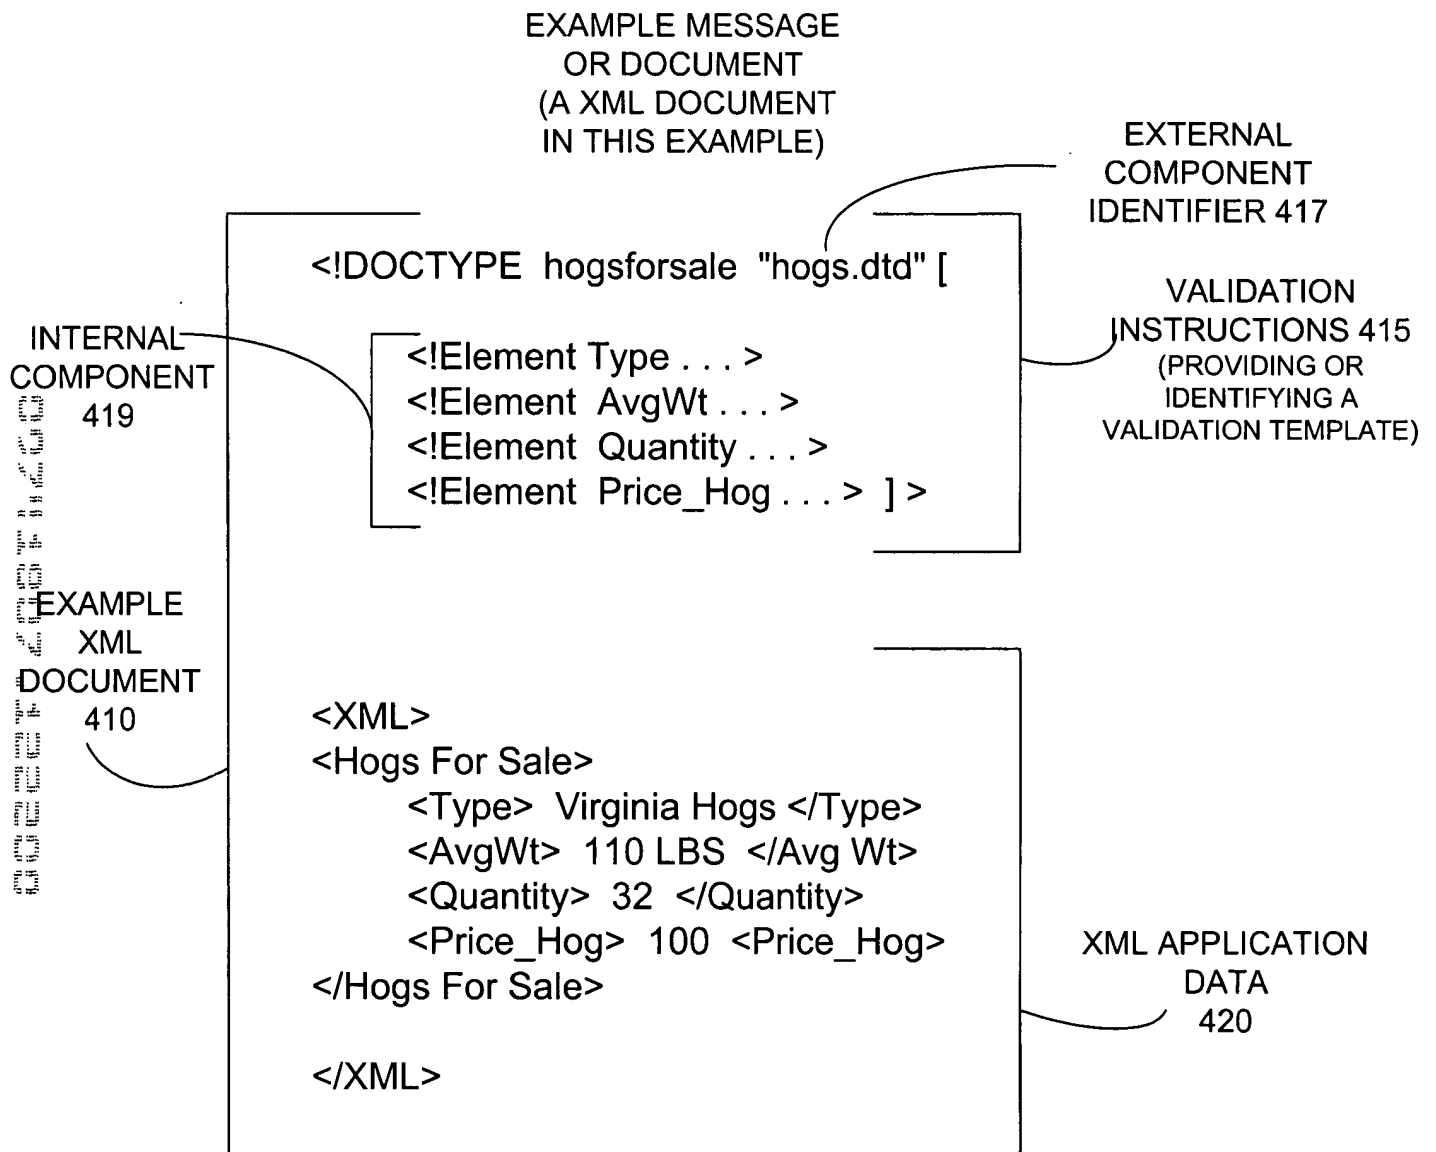 EXAMPLE MESSAGE
OR DOCUMENT
(A XML DOCUMENT
IN THIS EXAMPLE)
EXTERNAL
COMPONENT
IDENTIFIER 417
<!DOCTYPE hogsforsale "hogs.dtd" [
VALIDATION
INSTRUCTIONS 415
(PROVIDING OR
IDENTIFYING A
VALIDATION TEMPLATE)
INTERNAL
COMPONENT
419
<!Element Type . . . >
<!Element AvgWt . . . >
<!Element Quantity . . . >
<!Element Price_Hog . . . > ] >
EXAMPLE
XML
DOCUMENT
410
<XML>
<Hogs For Sale>
<Type> Virginia Hogs </Type>
<AvgWt> 110 LBS </Avg Wt>
<Quantity> 32 </Quantity>
<Price_Hog> 100 <Price_Hog>
</Hogs For Sale>
</XML>
XML APPLICATION
DATA
420